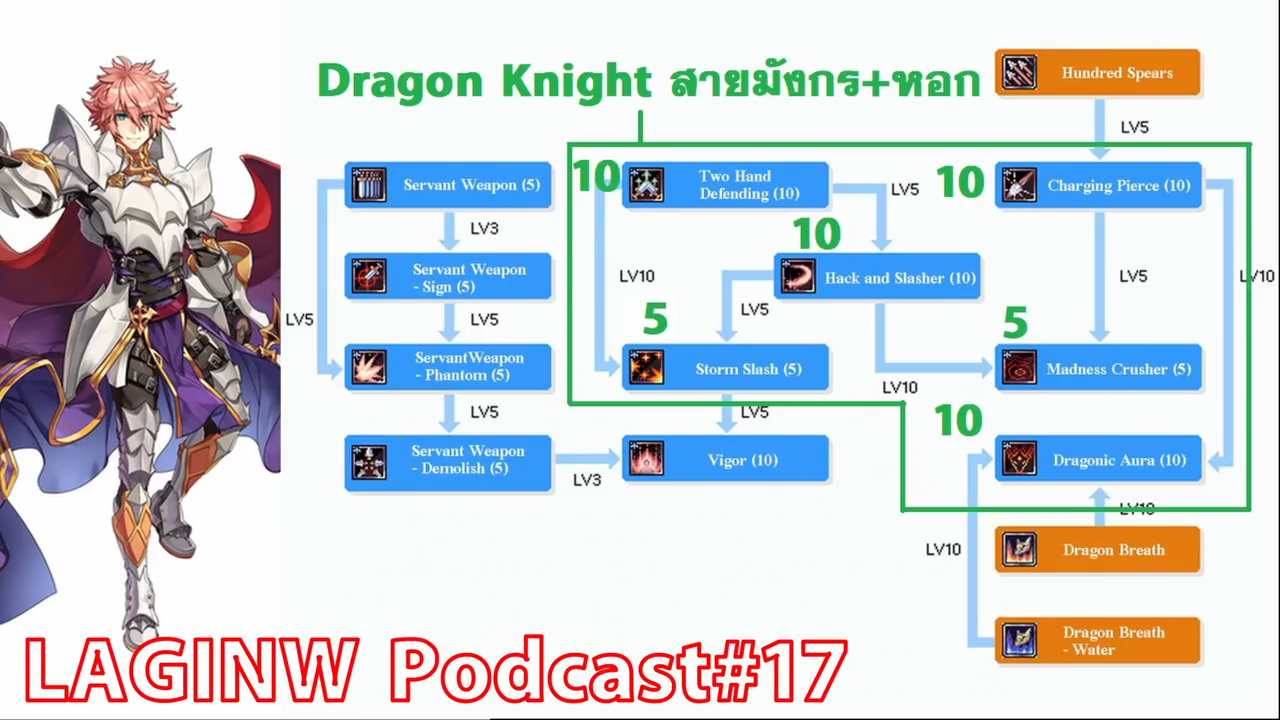 Dragon Knight สายมังกร+หอก
Hundred Spears
LV5
10
Two Hand
Defending (10)
LV5
10
Charging Pierce (10)
Servant Weapon (5)
LV3
10
Servant Weapon
- Sign (5)
LV10
Hack and Slasher (10)
LV5
LV10
LV5
LV5
5
LV5
5
ServantWeapon
- Phantom (5)
Storm Slash (5)
Madness Crusher (5)
LV10
LV5
LV5
10
Servant Weapon
- Demolish (5)
LV3
Vigor (10)
Dragonic Aura (10)
LV10
LV10
Dragon Breath
Dragon Breath
- Water
LAGINW Podcast#17